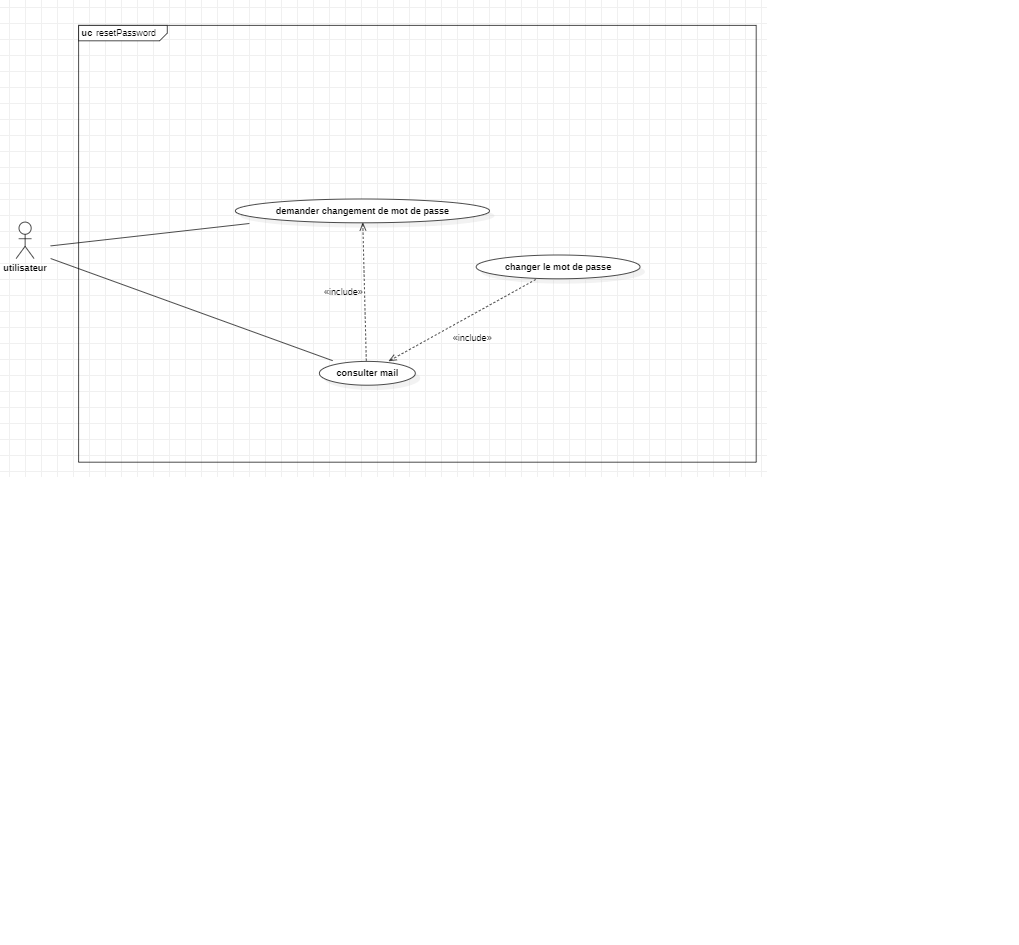 uc resetPassword
demander changement de mot de passe
utilisateur
changer le mot de passe
«include»
«include»
consulter mail